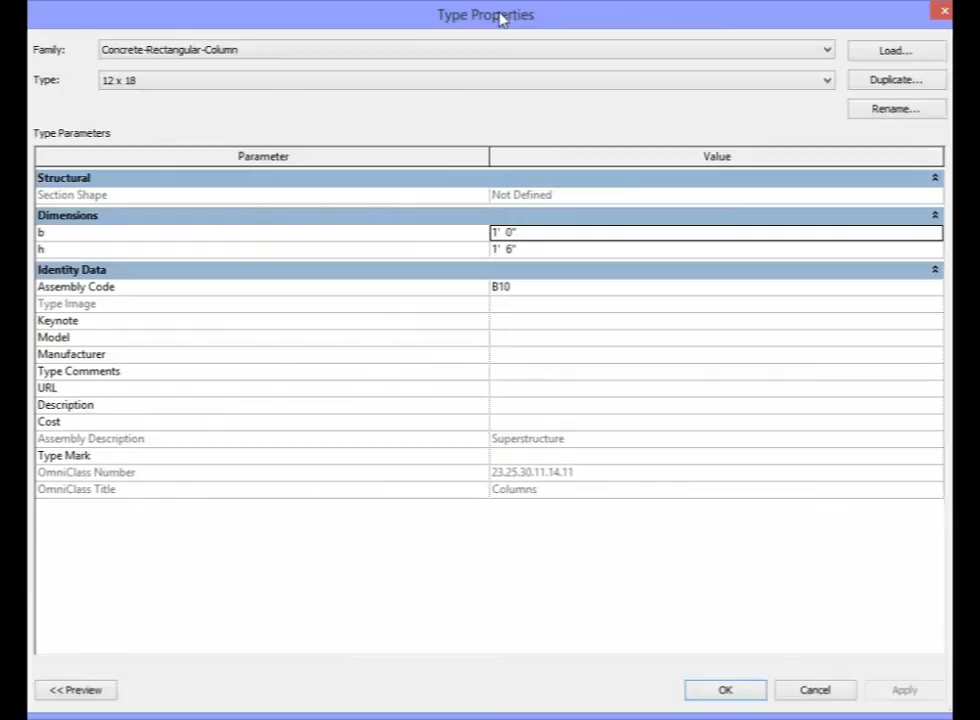 Type Properties
Family: Concrete-Rectangular-Column Load...
Type: 12 x 18 Duplicate...
Rename...
Type Parameters
Parameter Value
Structural
Section Shape Not Defined
Dimensions
b 1' 0"
h 1' 6"
Identity Data
Assembly Code B10
Type Image
Keynote
Model
Manufacturer
Type Comments
URL
Description
Cost
Assembly Description Superstructure
Type Mark
OmniClass Number 23.25.30.11.14.11
OmniClass Title Columns
<< Preview OK Cancel Apply